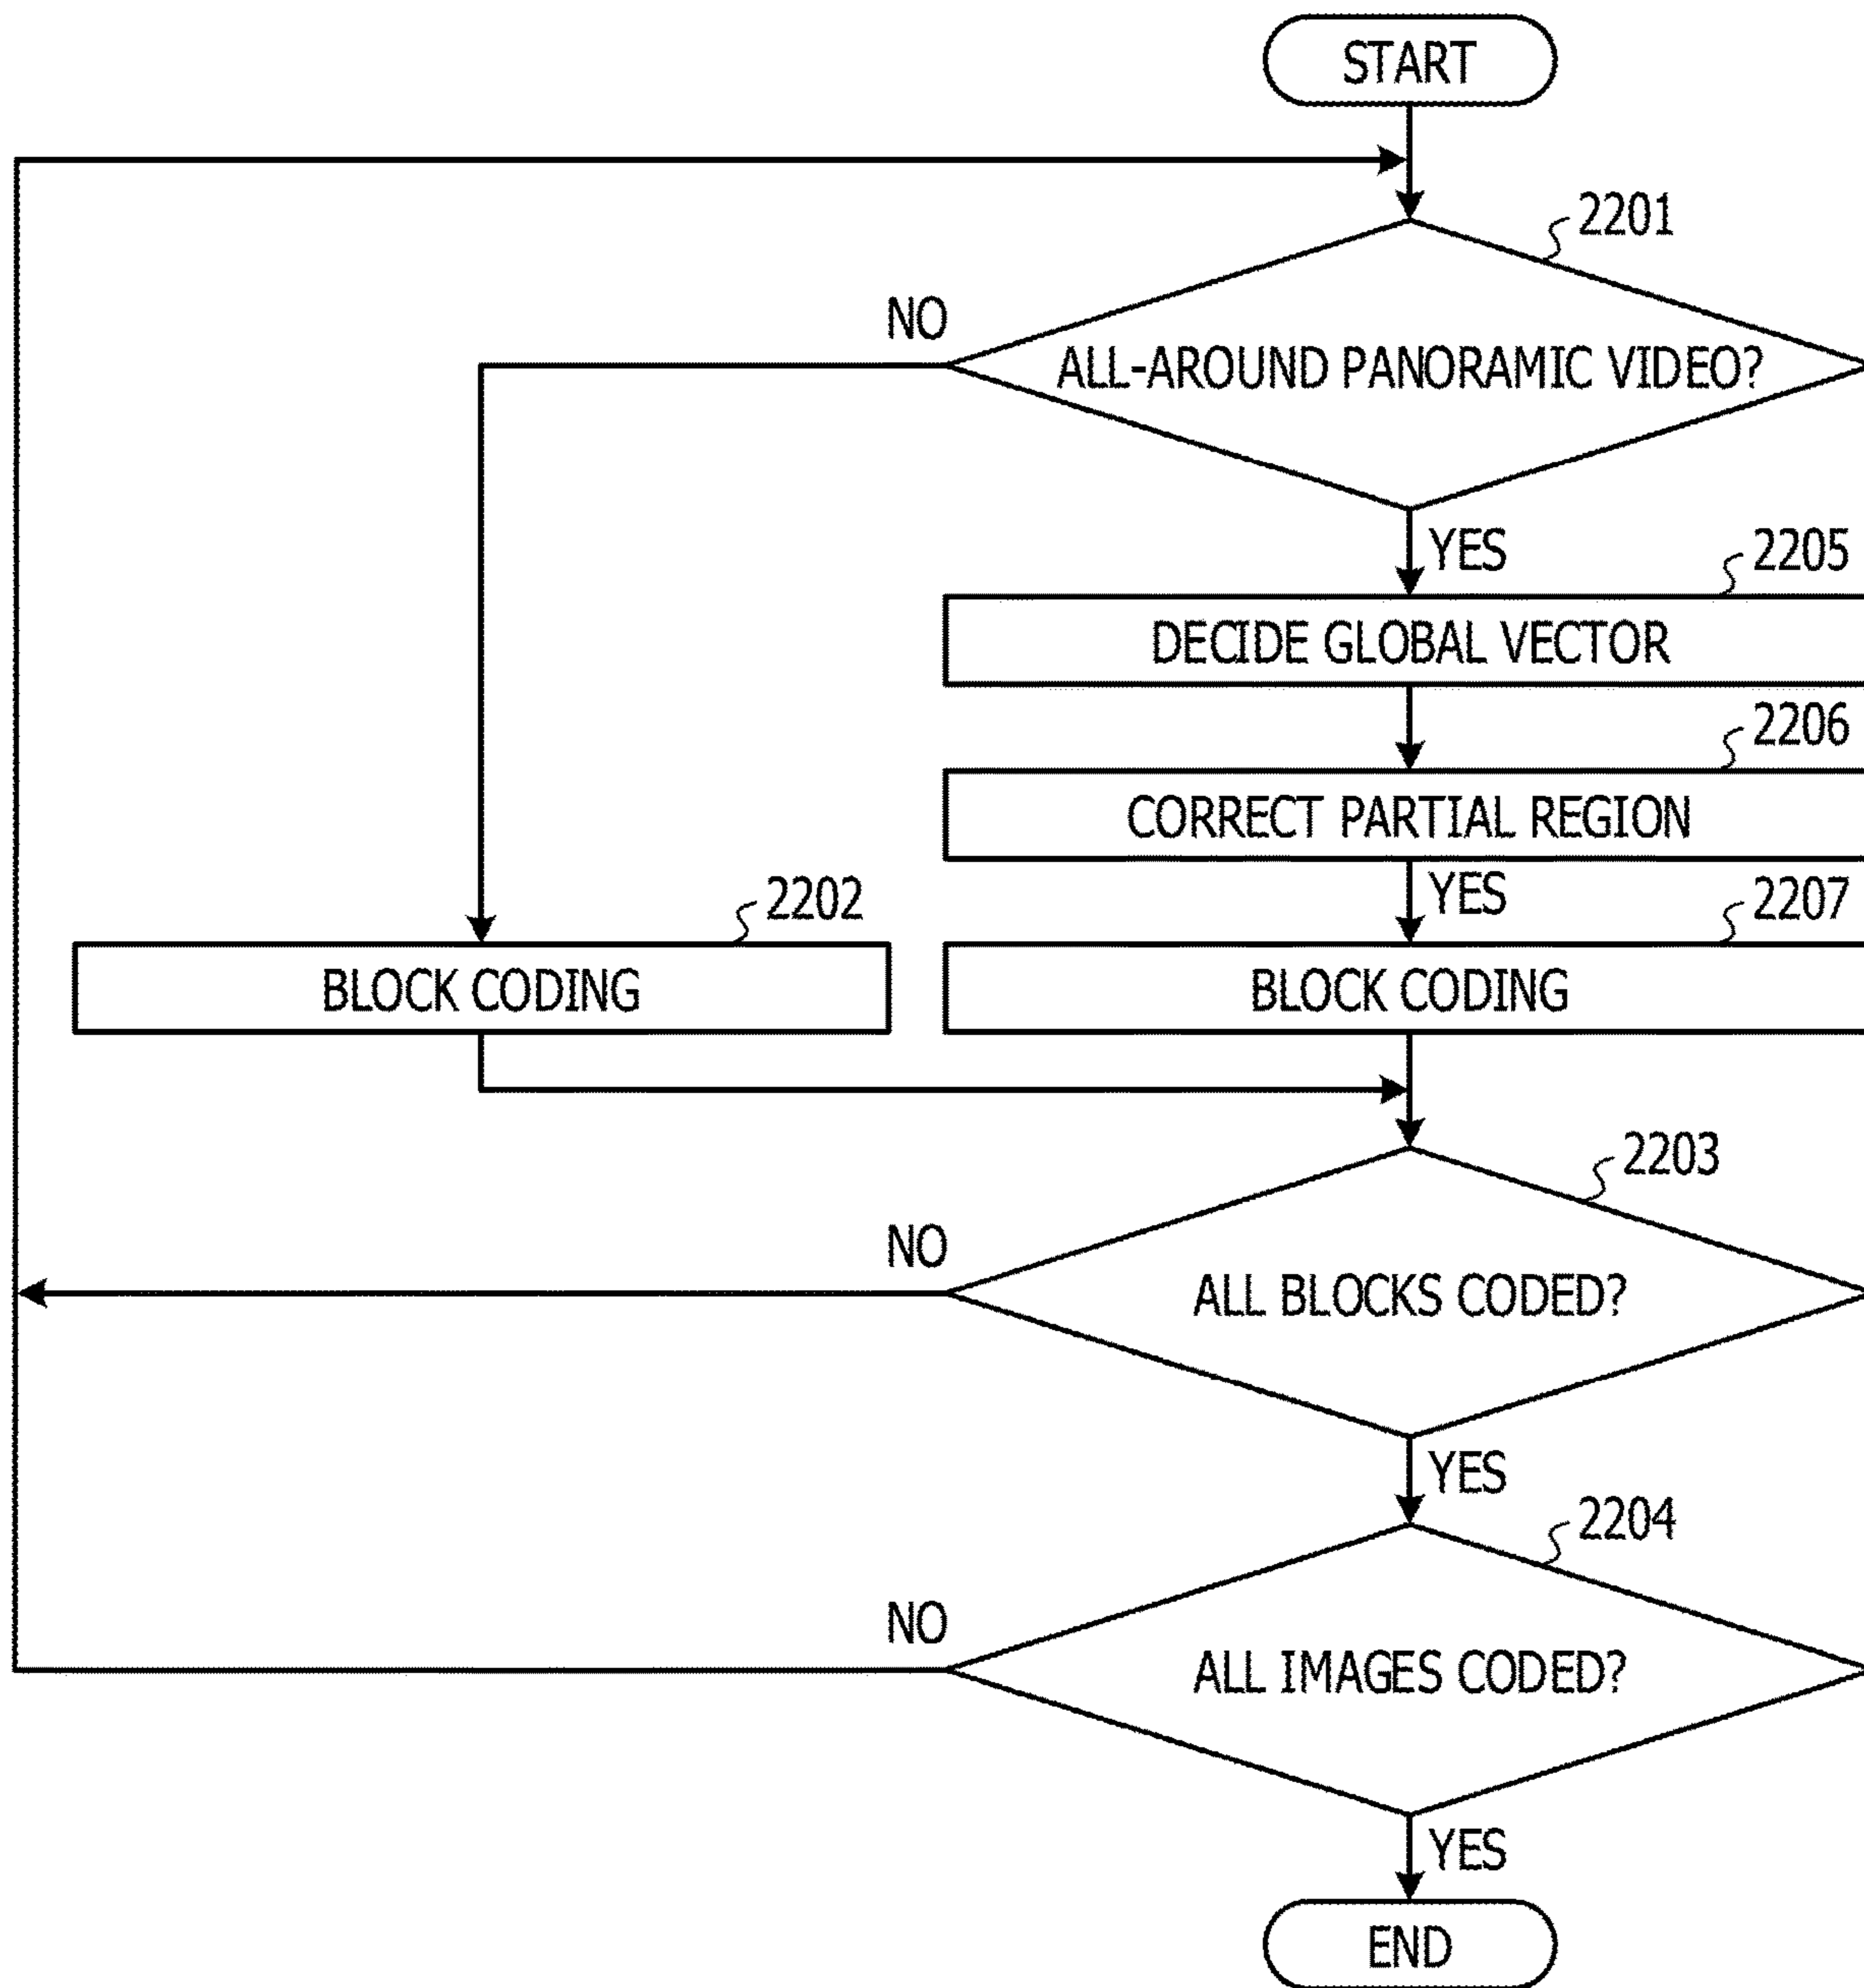 START
2201
NO
ALL-AROUND PANORAMIC VIDEO?
YES
2205
DECIDE GLOBAL VECTOR
2206
CORRECT PARTIAL REGION
YES
2202
2207
BLOCK CODING
BLOCK CODING
2203
NO
ALL BLOCKS CODED?
YES
2204
NO
ALL IMAGES CODED?
YES
END